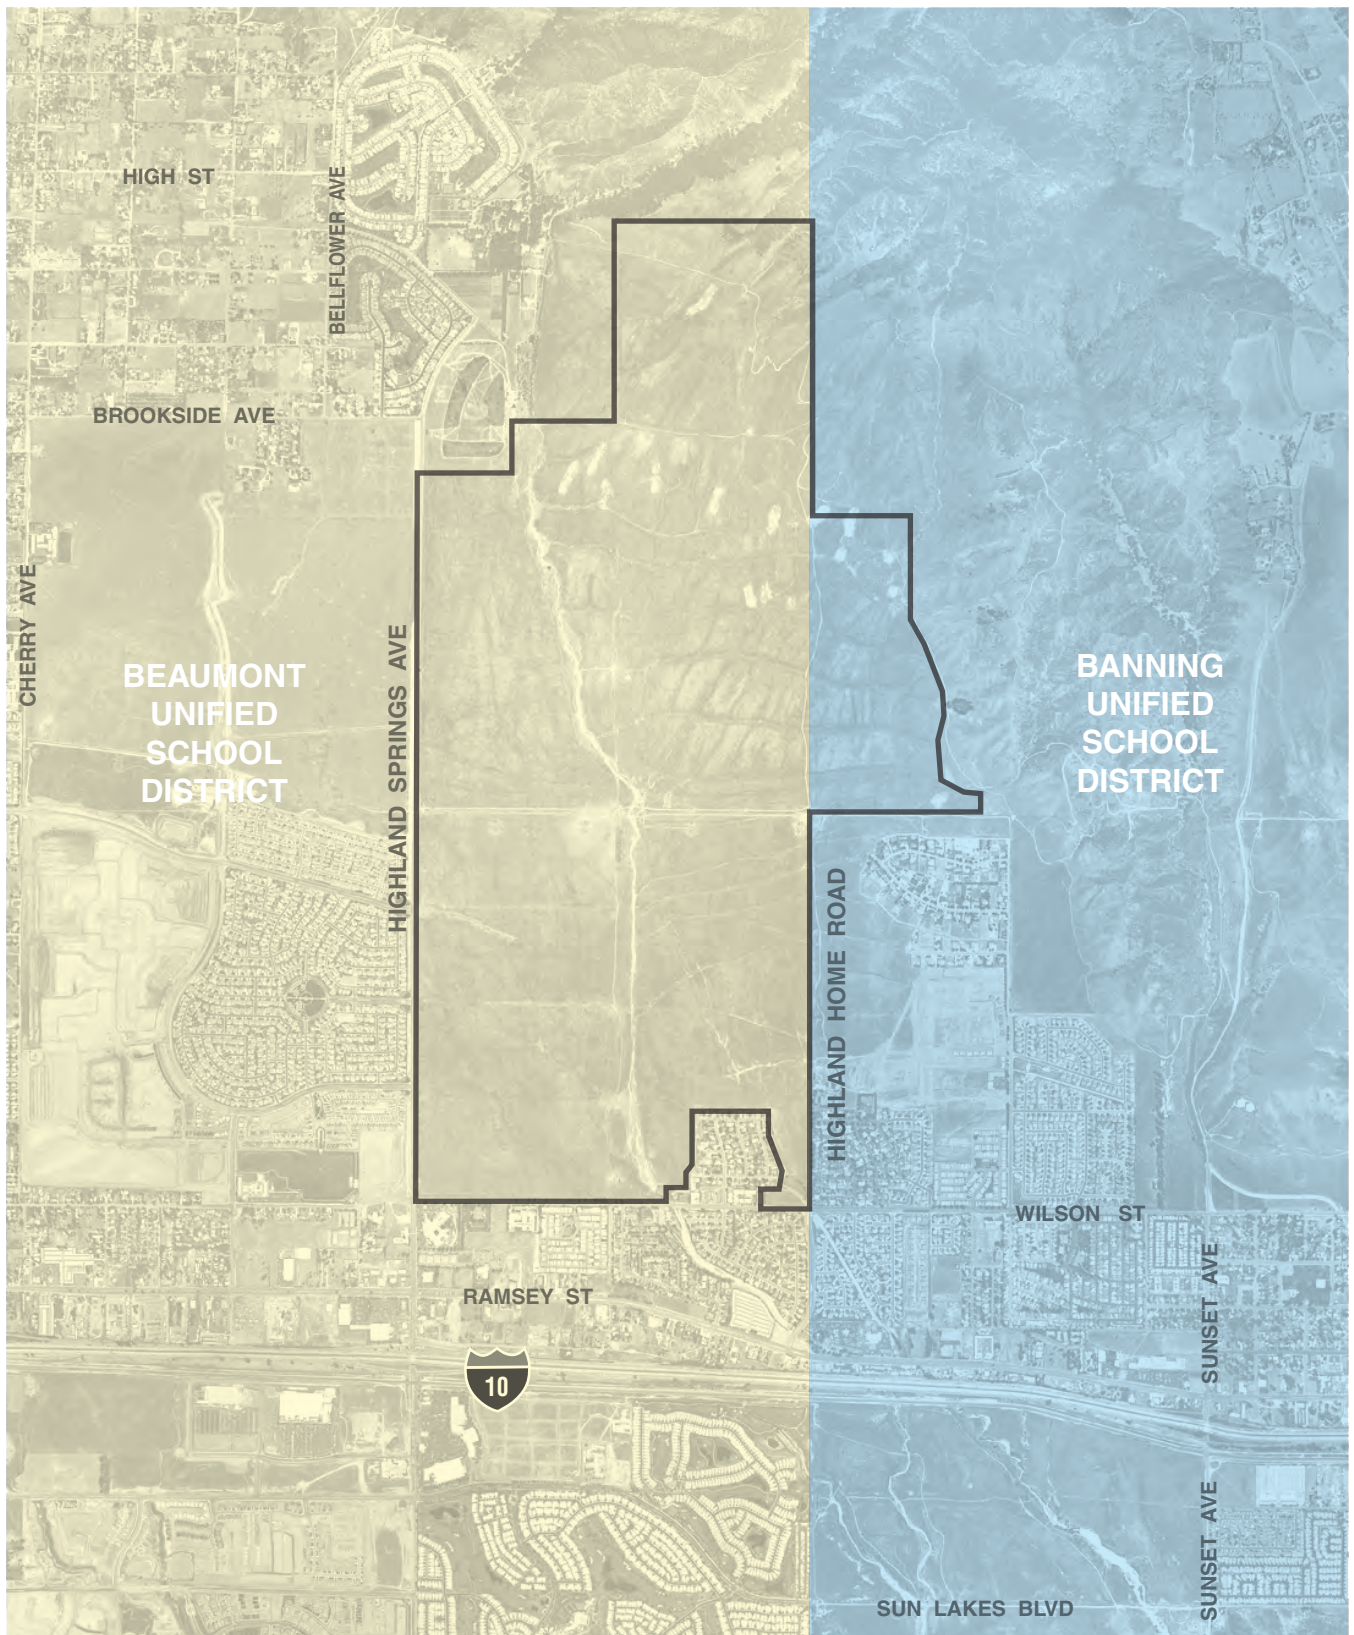 HIGH ST
BELLFLOWER AVE
BROOKSIDE AVE
CHERRY AVE
HIGHLAND SPRINGS AVE
BEAUMONT
UNIFIED
SCHOOL
DISTRICT
BANNING
UNIFIED
SCHOOL
DISTRICT
HIGHLAND HOME ROAD
WILSON ST
SUNSET AVE
RAMSEY ST
10
SUNSET AVE
SUN LAKES BLVD